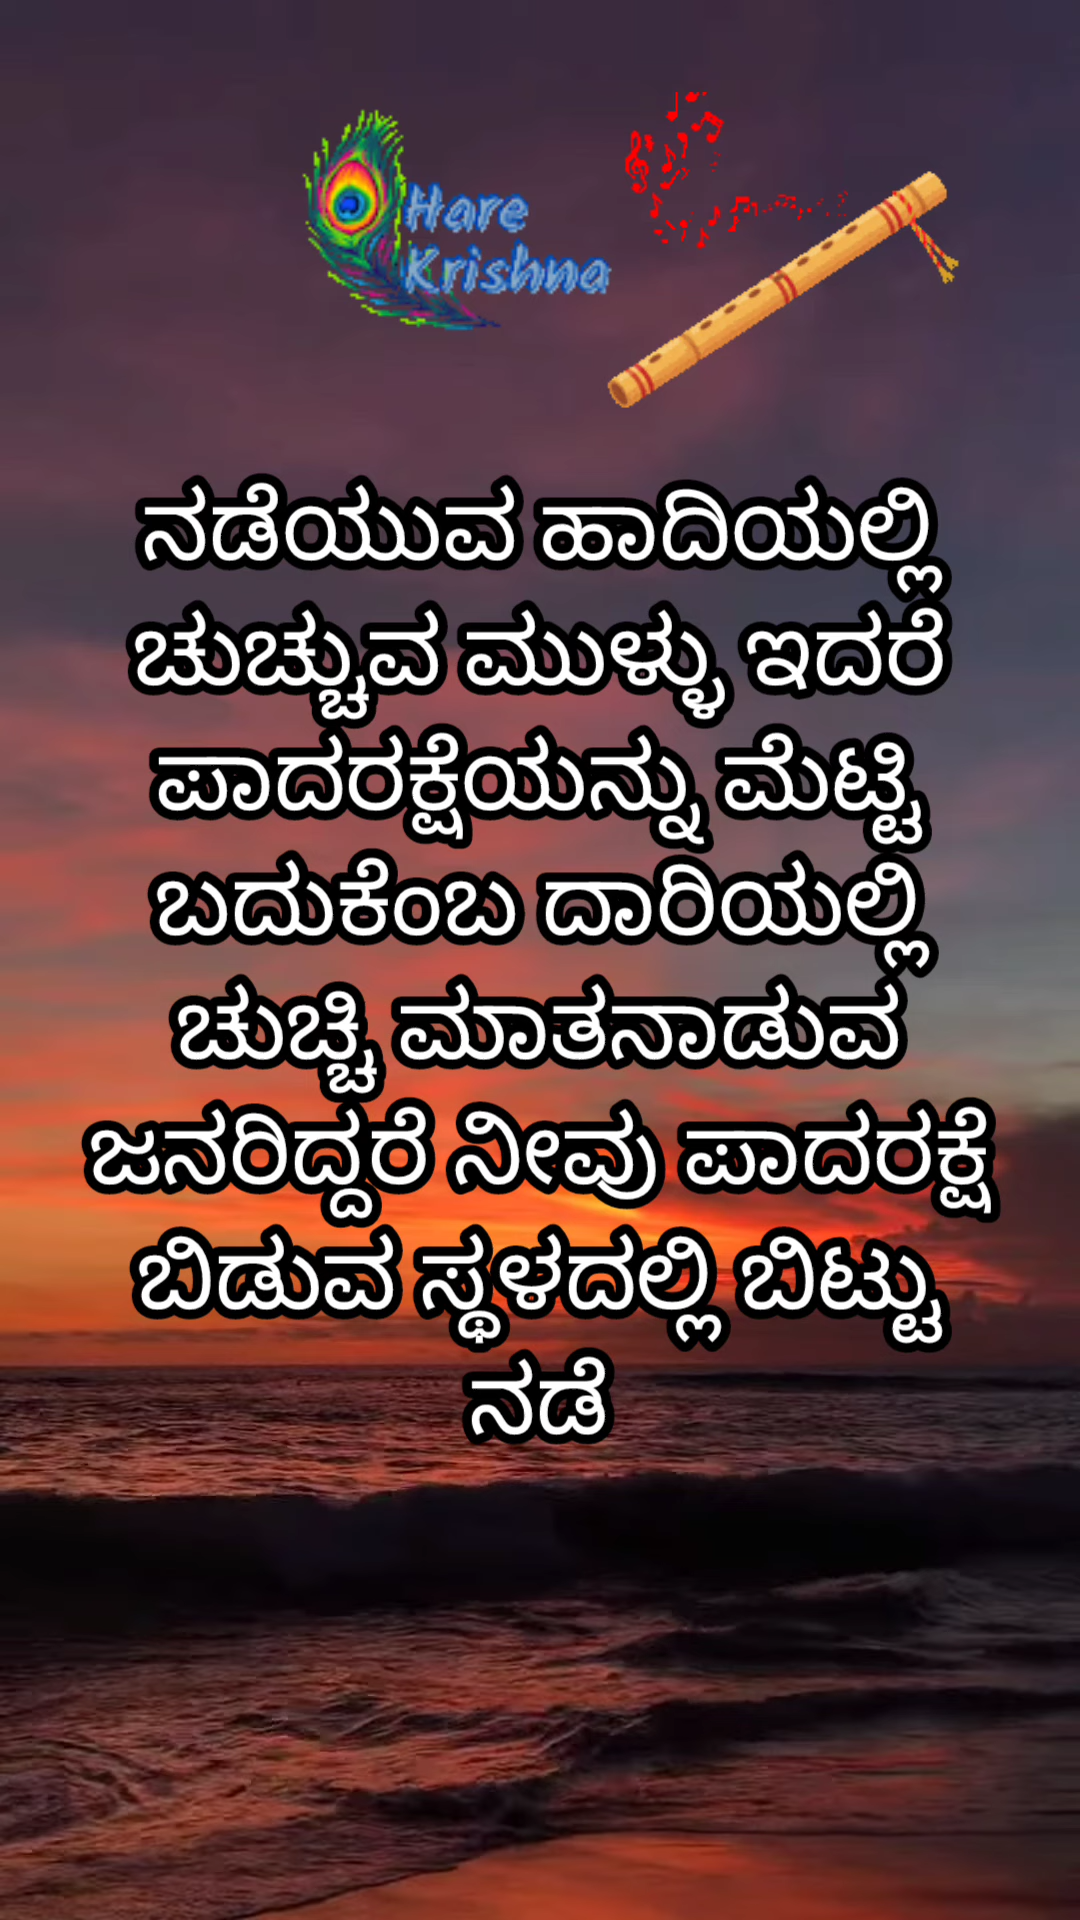 Hare
Krishna
ನಡೆಯುವ ಹಾದಿಯಲ್ಲಿ
ಚುಚ್ಚುವ ಮುಳ್ಳು ಇದರೆ
ಪಾದರಕ್ಷೆಯನ್ನು ಮೆಟ್ಟಿ
ಬದುಕೆಂಬ ದಾರಿಯಲ್ಲಿ
ಚುಚ್ಚಿ ಮಾತನಾಡುವ
ಜನರಿದ್ದರೆ ನೀವು ಪಾದರಕ್ಷೆ
ಬಿಡುವ ಸ್ಥಳದಲ್ಲಿ ಬಿಟ್ಟು
ನಡೆ